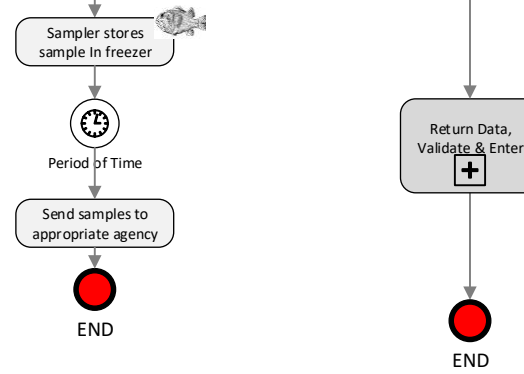 Sampler stores
sample In freezer
Period of Time
Send samples to
appropriate agency
END
Return Data,
Validate & Enter
END